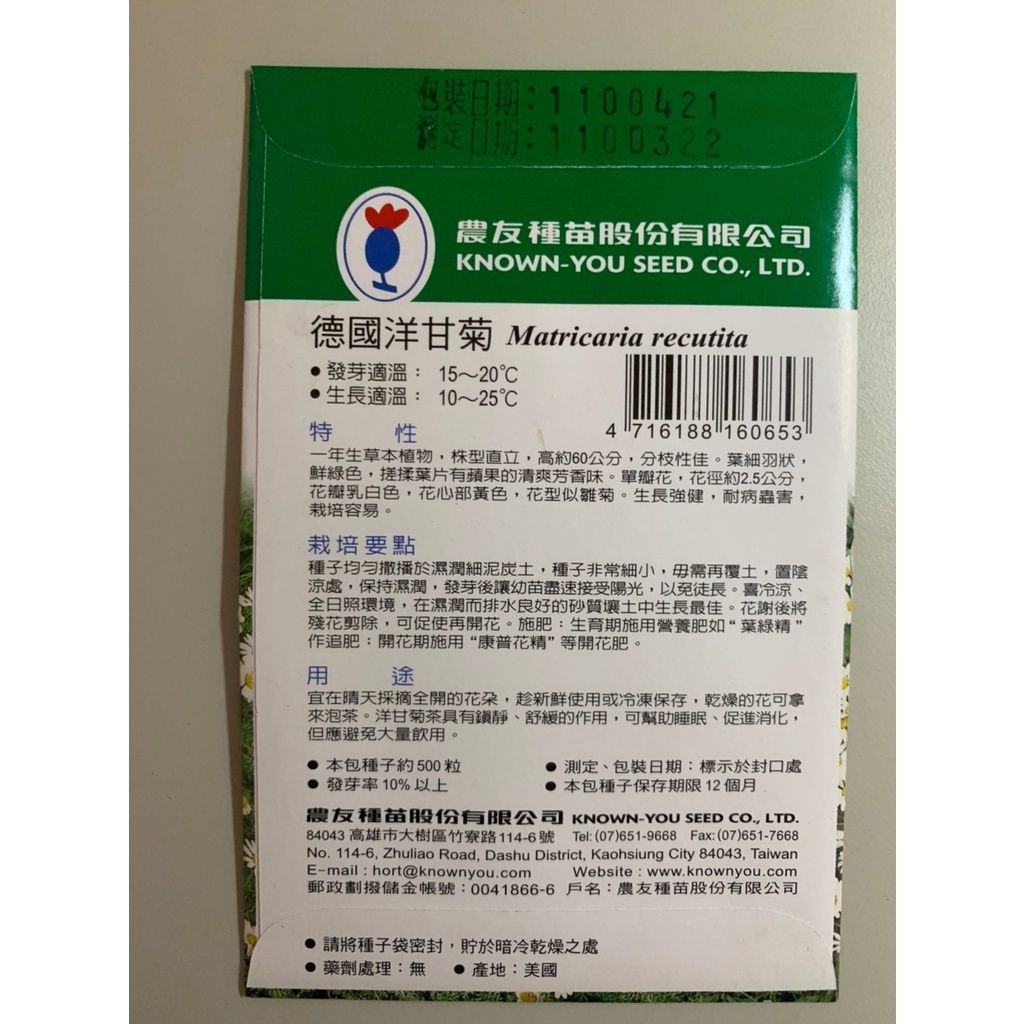 包裝日期：1100421
測定日期：1100322
農友種苗股份有限公司
KNOWN-YOU SEED CO., LTD.
德國洋甘菊 Matricaria recutita
●發芽適溫： 15～20℃
●生長適溫： 10～25℃
4 716188 160653
特 性
一年生草本植物，株型直立，高約60公分，分枝性佳。葉細羽狀，
鮮綠色，搓揉葉片有蘋果的清爽芳香味。單瓣花，花徑約2.5公分，
花瓣乳白色，花心部黃色，花型似雛菊。生長強健，耐病蟲害，
栽培容易。
栽培要點
種子均勻撒播於濕潤細泥炭土，種子非常細小，毋需再覆土，置陰
涼處，保持濕潤，發芽後讓幼苗盡速接受陽光，以免徒長。喜冷涼、
全日照環境，在濕潤而排水良好的砂質壤土中生長最佳。花謝後將
殘花剪除，可促使再開花。施肥：生育期施用營養肥如“葉綠精”
作追肥；開花期施用“康普花精”等開花肥。
用 途
宜在晴天採摘全開的花朵，趁新鮮使用或冷凍保存，乾燥的花可拿
來泡茶。洋甘菊茶具有鎮靜、舒緩的作用，可幫助睡眠、促進消化，
但應避免大量飲用。
●本包種子約500粒 ●測定、包裝日期：標示於封口處
●發芽率10%以上 ●本包種子保存期限12個月
農友種苗股份有限公司 KNOWN-YOU SEED CO., LTD.
84043 高雄市大樹區竹寮路114-6號 Tel: (07)651-9668 Fax: (07)651-7668
No. 114-6, Zhuliao Road, Dashu District, Kaohsiung City 84043, Taiwan
E-mail : hort@knownyou.com Website : www.knownyou.com
郵政劃撥儲金帳號：0041866-6 戶名：農友種苗股份有限公司
●請將種子袋密封，貯於暗冷乾燥之處
●藥劑處理：無 ●產地：美國